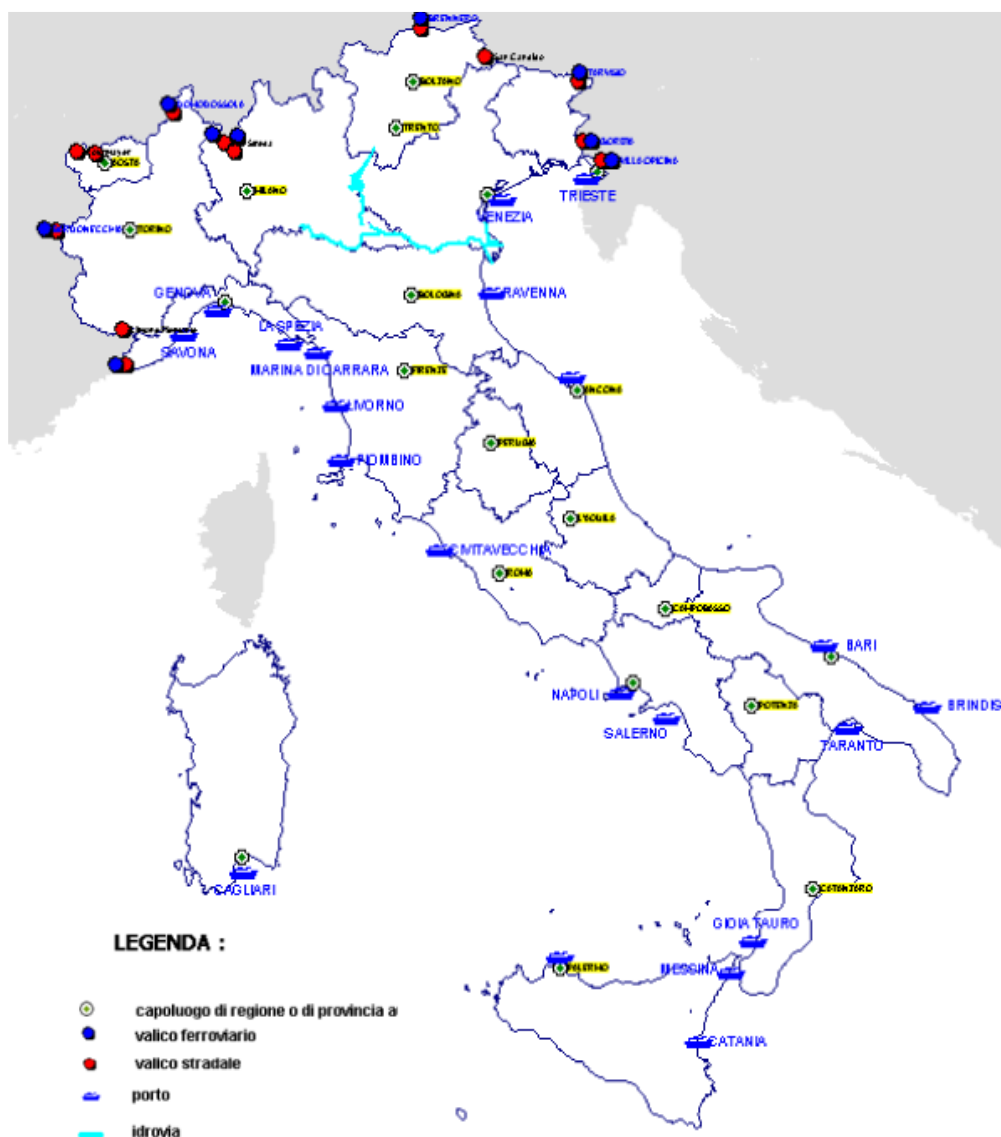 BRENNERO
San Candido
TARVISIO
BOLZANO
DOMODOSSOLA
TRENTO
GORIZIA
AOSTA
VILLA OPICINA
MILANO
TRIESTE
VENEZIA
TORINO
BOLOGNA
RAVENNA
GENOVA
LA SPEZIA
SAVONA
MARINA DI CARRARA
FIRENZE
ANCONA
LIVORNO
PERUGIA
PIOMBINO
L'AQUILA
CIVITAVECCHIA
ROMA
CAMPOBASSO
BARI
NAPOLI
POTENZA
BRINDIS
SALERNO
TARANTO
CAGLIARI
CATANZARO
GIOIA TAURO
LEGENDA :
PALERMO
MESSINA
CATANIA
capoluogo di regione o di provincia a
valico ferroviario
valico stradale
porto
idrovia